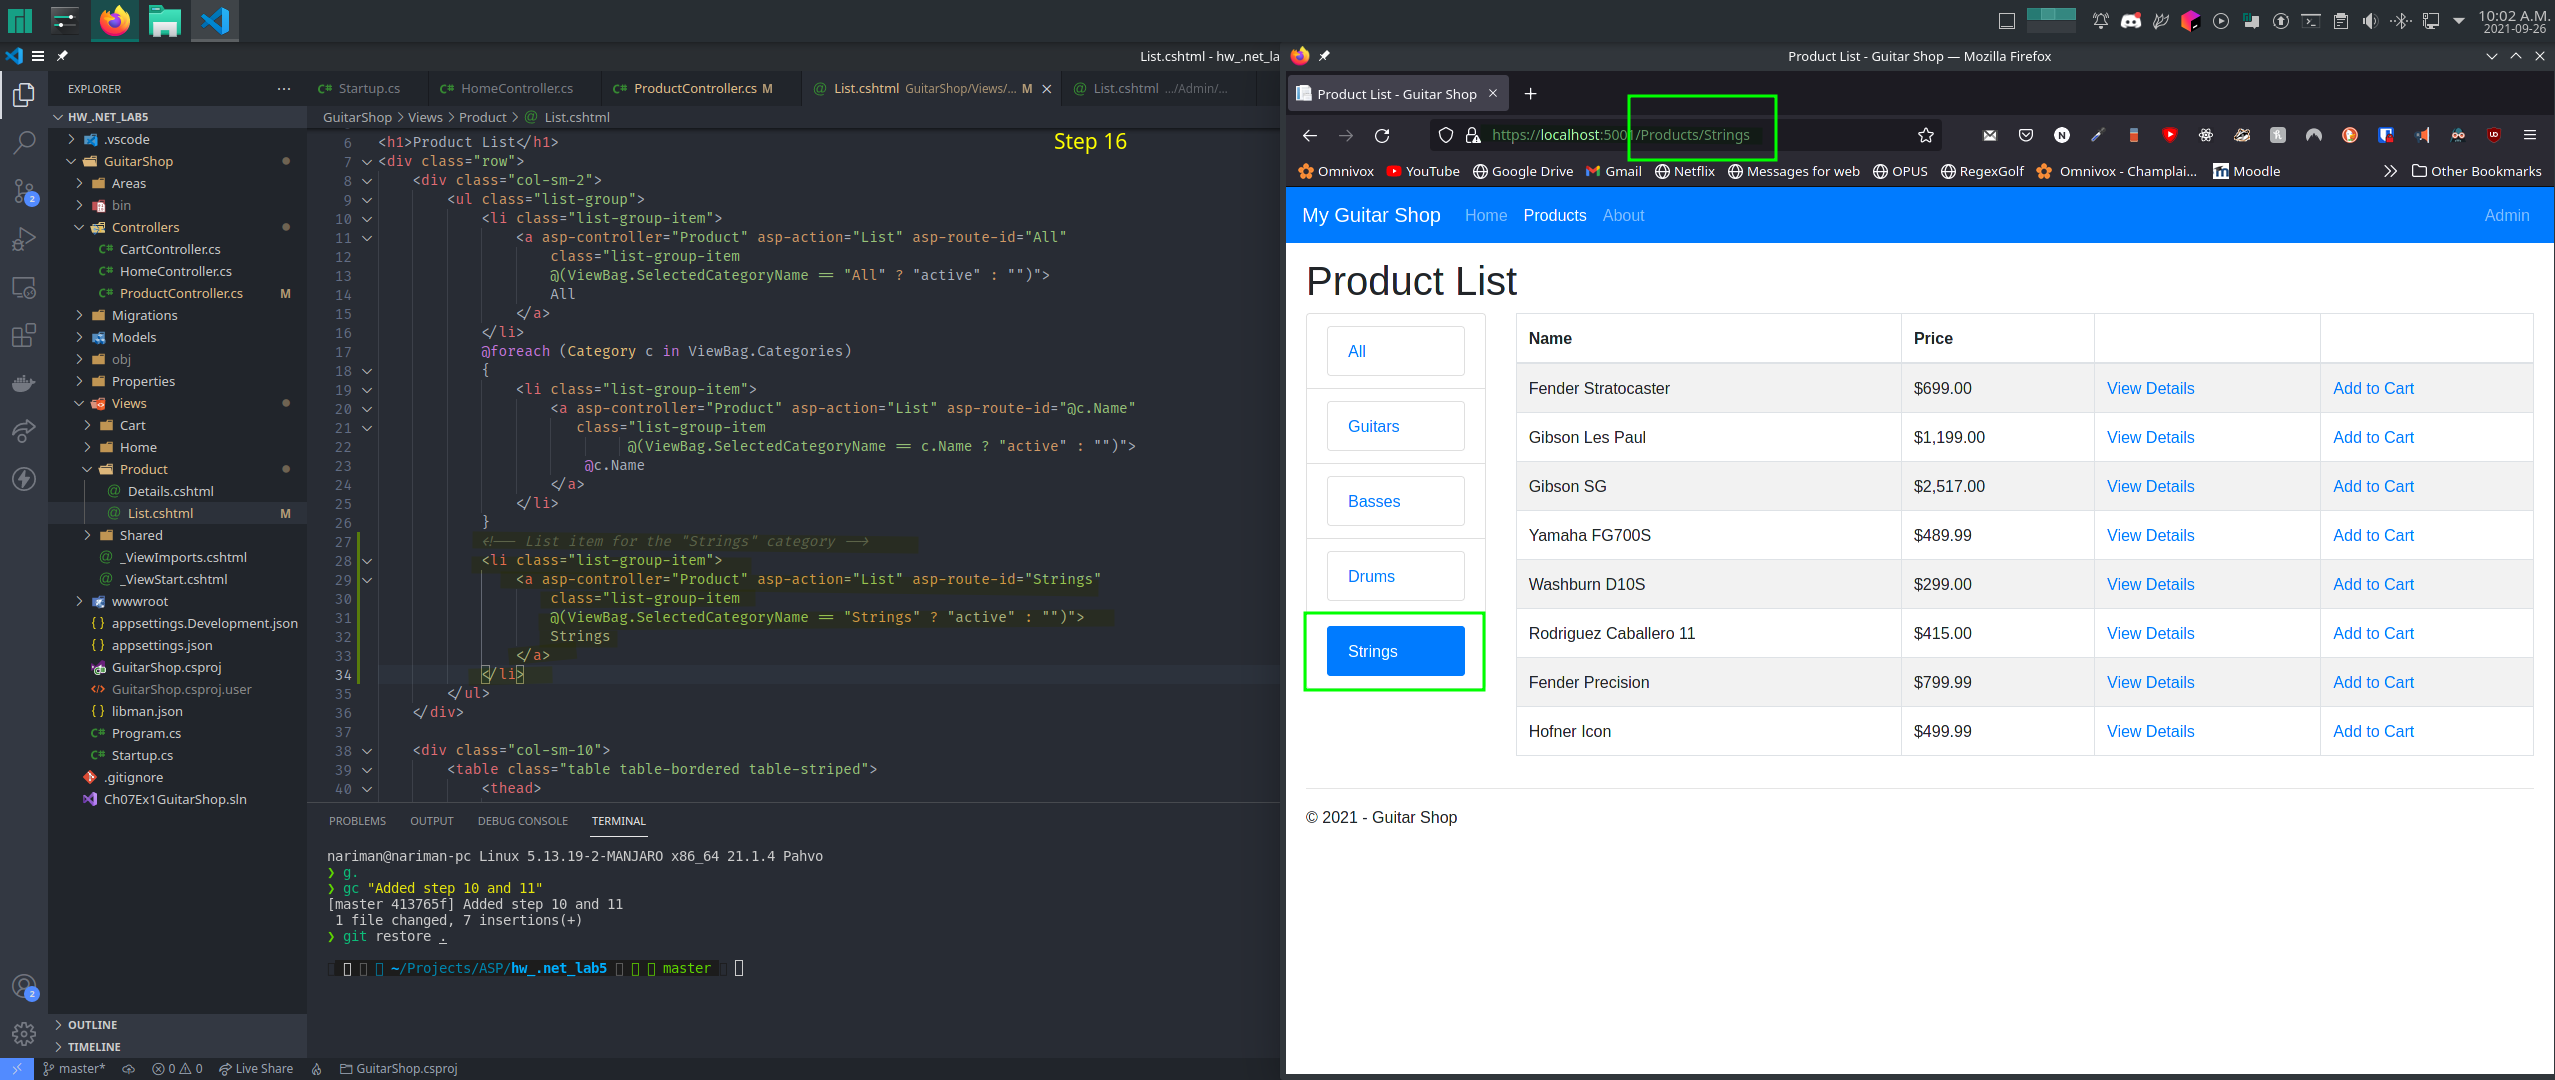 10:02 A.M.
2021-09-26
List.cshtml - hw_.net_la
Product List - Guitar Shop — Mozilla Firefox
EXPLORER
HW_.NET_LAB5
.vscode
GuitarShop
Areas
bin
Controllers
CartController.cs
HomeController.cs
ProductController.cs M
Migrations
Models
obj
Properties
Views
Cart
Home
Product
Details.cshtml
List.cshtml M
Shared
_ViewImports.cshtml
_ViewStart.cshtml
wwwroot
appsettings.Development.json
appsettings.json
GuitarShop.csproj
GuitarShop.csproj.user
libman.json
Program.cs
Startup.cs
.gitignore
Ch07Ex1GuitarShop.sln
OUTLINE
TIMELINE
2
2
Startup.cs HomeController.cs ProductController.cs M List.cshtml GuitarShop/Views/... M List.cshtml .../Admin/...
GuitarShop > Views > Product > List.cshtml
Step 16
6 <h1>Product List</h1>
7 <div class="row">
8 <div class="col-sm-2">
9 <ul class="list-group">
10 <li class="list-group-item">
11 <a asp-controller="Product" asp-action="List" asp-route-id="All"
12 class="list-group-item
13 @(ViewBag.SelectedCategoryName == "All" ? "active" : "")">
14 All
15 </a>
16 </li>
17 @foreach (Category c in ViewBag.Categories)
18 {
19 <li class="list-group-item">
20 <a asp-controller="Product" asp-action="List" asp-route-id="@c.Name"
21 class="list-group-item
22 @(ViewBag.SelectedCategoryName == c.Name ? "active" : "")">
23 @c.Name
24 </a>
25 </li>
26 }
27 <!-- List item for the "Strings" category -->
28 <li class="list-group-item">
29 <a asp-controller="Product" asp-action="List" asp-route-id="Strings"
30 class="list-group-item
31 @(ViewBag.SelectedCategoryName == "Strings" ? "active" : "")">
32 Strings
33 </a>
34 </li>
35 </ul>
36 </div>
37
38 <div class="col-sm-10">
39 <table class="table table-bordered table-striped">
40 <thead>
PROBLEMS OUTPUT DEBUG CONSOLE TERMINAL
nariman@nariman-pc Linux 5.13.19-2-MANJARO x86_64 21.1.4 Pahvo
❯ g.
❯ gc "Added step 10 and 11"
[master 413765f] Added step 10 and 11
1 file changed, 7 insertions(+)
❯ git restore .
~/Projects/ASP/hw_.net_lab5 master
master* 0 0 Live Share GuitarShop.csproj
Product List - Guitar Shop
https://localhost:5001/Products/Strings
Omnivox YouTube Google Drive Gmail Netflix Messages for web OPUS RegexGolf Omnivox - Champlai... Moodle Other Bookmarks
My Guitar Shop Home Products About Admin
Product List
All
Guitars
Basses
Drums
Strings
Name Price
Fender Stratocaster $699.00 View Details Add to Cart
Gibson Les Paul $1,199.00 View Details Add to Cart
Gibson SG $2,517.00 View Details Add to Cart
Yamaha FG700S $489.99 View Details Add to Cart
Washburn D10S $299.00 View Details Add to Cart
Rodriguez Caballero 11 $415.00 View Details Add to Cart
Fender Precision $799.99 View Details Add to Cart
Hofner Icon $499.99 View Details Add to Cart
© 2021 - Guitar Shop